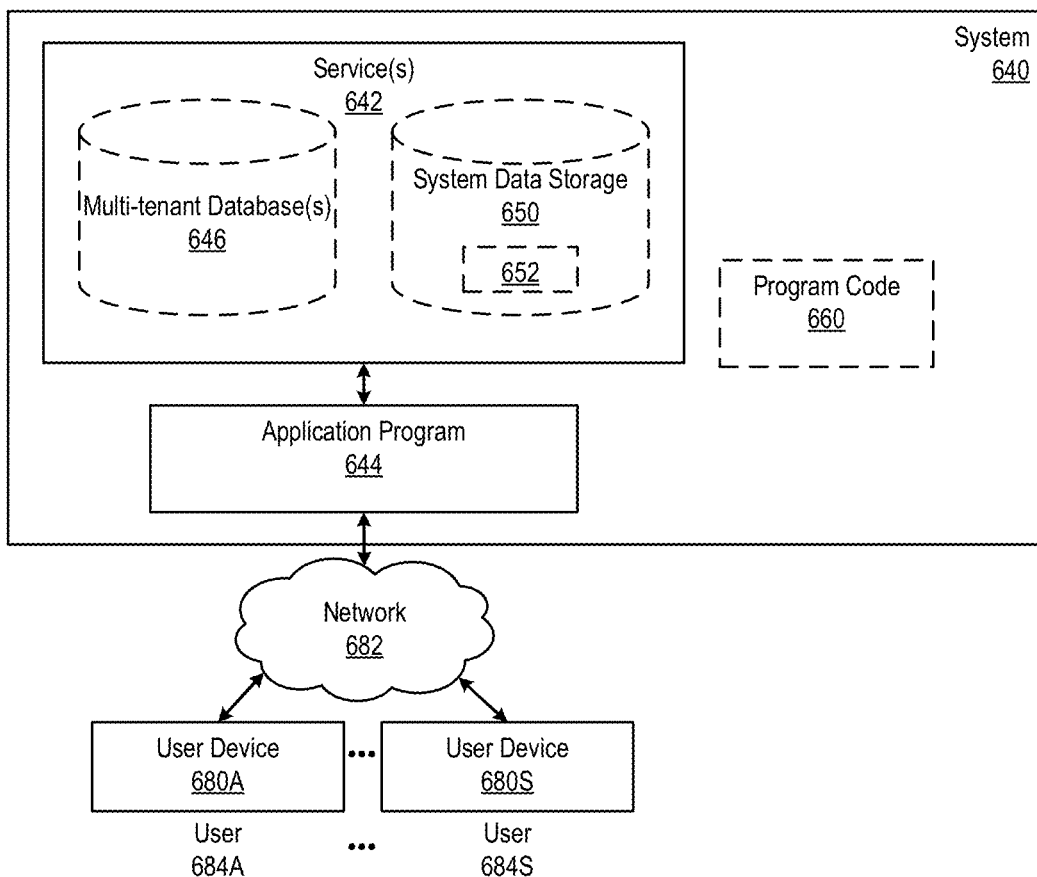 System
640
Service(s)
642
Multi-tenant Database(s)
646
System Data Storage
650
652
Program Code
660
Application Program
644
Network
682
User Device
680A
•••
User Device
680S
User
684A
•••
User
684S